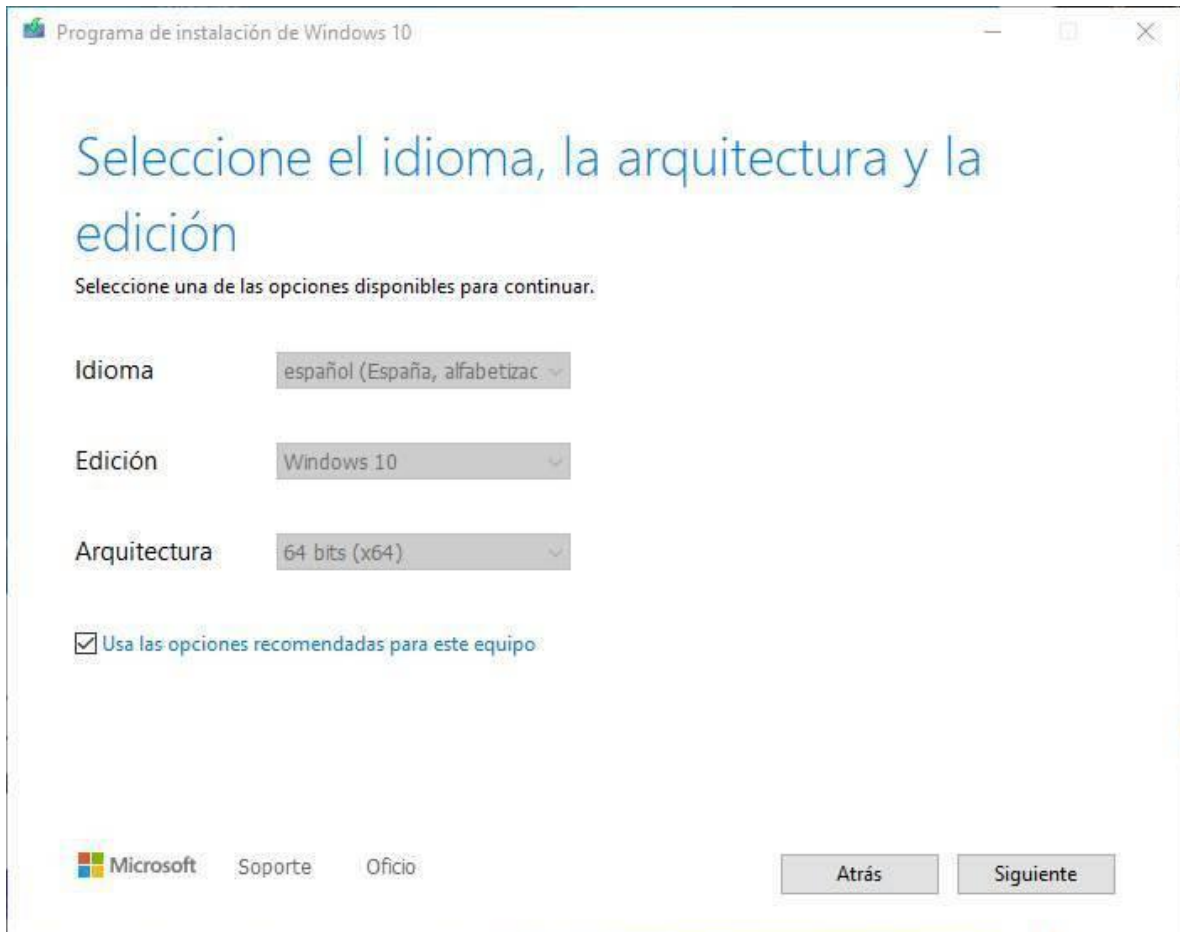 Programa de instalación de Windows 10
Seleccione el idioma, la arquitectura y la
edición
Seleccione una de las opciones disponibles para continuar.
Idioma español (España, alfabetizac
Edición Windows 10
Arquitectura 64 bits (x64)
Usa las opciones recomendadas para este equipo
Microsoft Soporte Oficio Atrás Siguiente